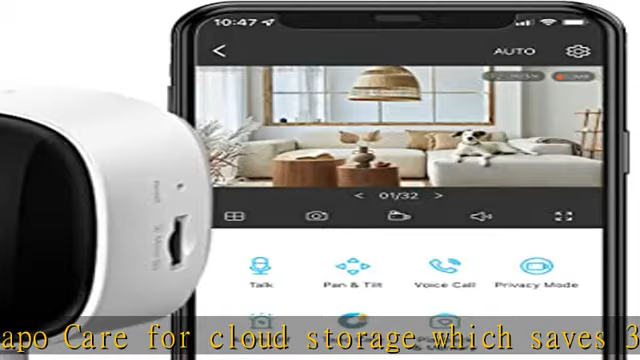 10:47
AUTO
01/32
Talk
Pan & Tilt
Voice Call
Privacy Mode
apo Care for cloud storage which saves 3